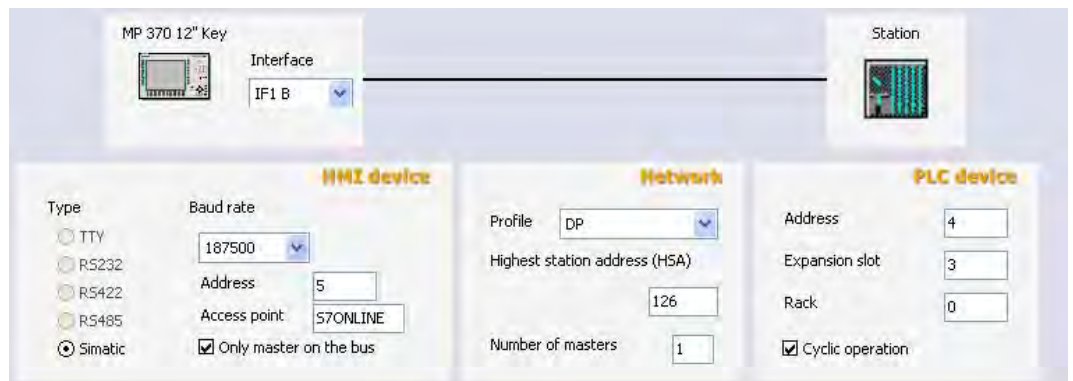 MP 370 12" Key
Station
Interface
IF1 B
HMI device
Type
Baud rate
TTY
187500
RS232
RS422
Address
5
RS485
Access point
S7ONLINE
Simatic
Only master on the bus
Network
Profile
DP
Highest station address (HSA)
126
Number of masters
1
PLC device
Address
4
Expansion slot
3
Rack
0
Cyclic operation